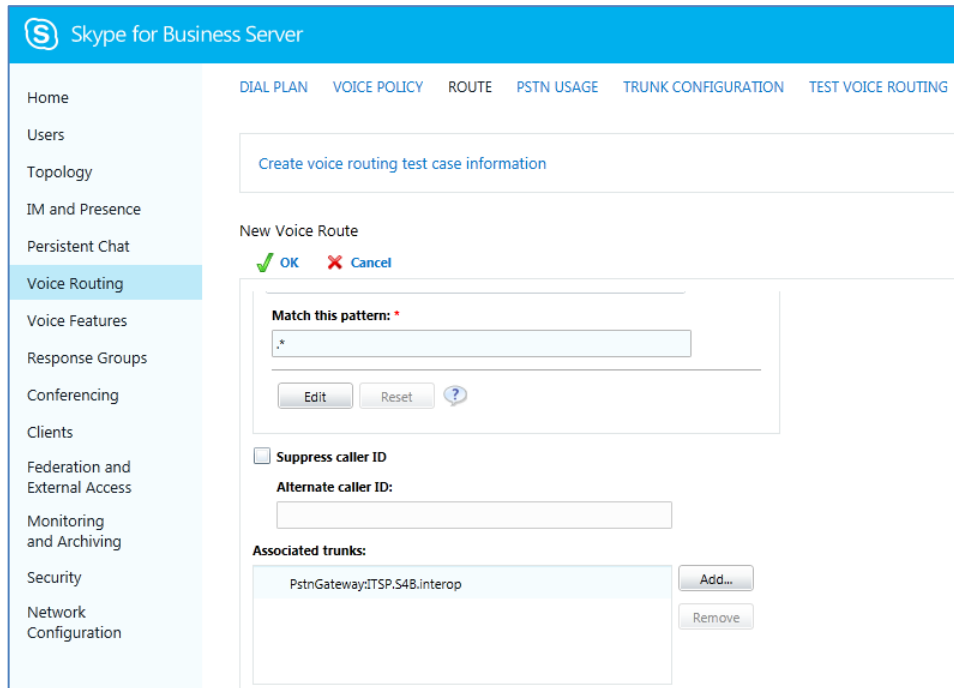 S Skype for Business Server
Home
Users
Topology
IM and Presence
Persistent Chat
Voice Routing
Voice Features
Response Groups
Conferencing
Clients
Federation and
External Access
Monitoring
and Archiving
Security
Network
Configuration
DIAL PLAN VOICE POLICY ROUTE PSTN USAGE TRUNK CONFIGURATION TEST VOICE ROUTING
Create voice routing test case information
New Voice Route
OK Cancel
Match this pattern: *
.*
Edit Reset ?
Suppress caller ID
Alternate caller ID:
Associated trunks:
PstnGateway:ITSP.S4B.interop
Add...
Remove